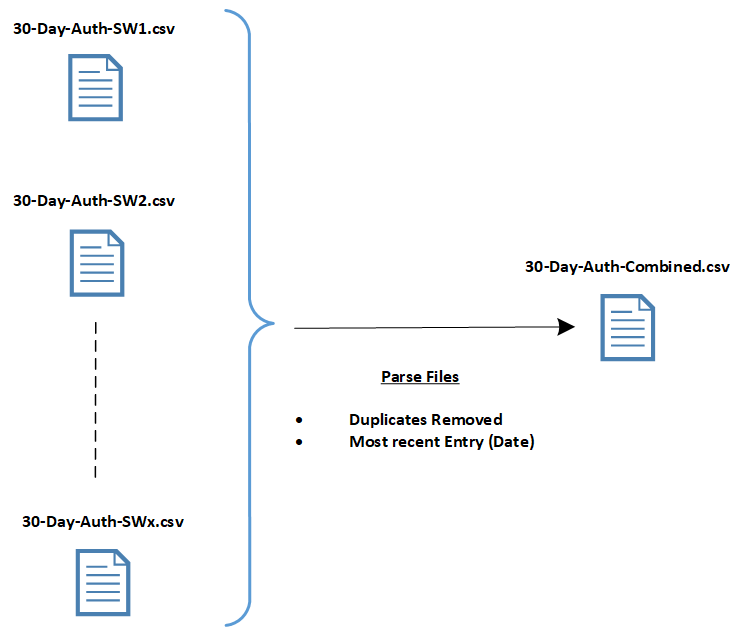 30-Day-Auth-SW1.csv
30-Day-Auth-SW2.csv
30-Day-Auth-SWx.csv
Parse Files
• Duplicates Removed
• Most recent Entry (Date)
30-Day-Auth-Combined.csv